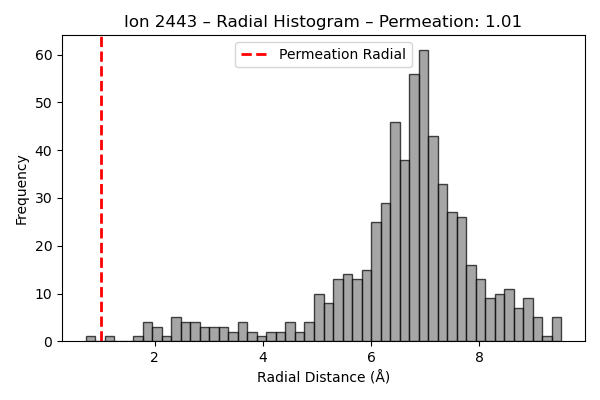 Ion 2443 – Radial Histogram – Permeation: 1.01
Permeation Radial
Frequency
60
50
40
30
20
10
0
2 4 6 8
Radial Distance (Å)